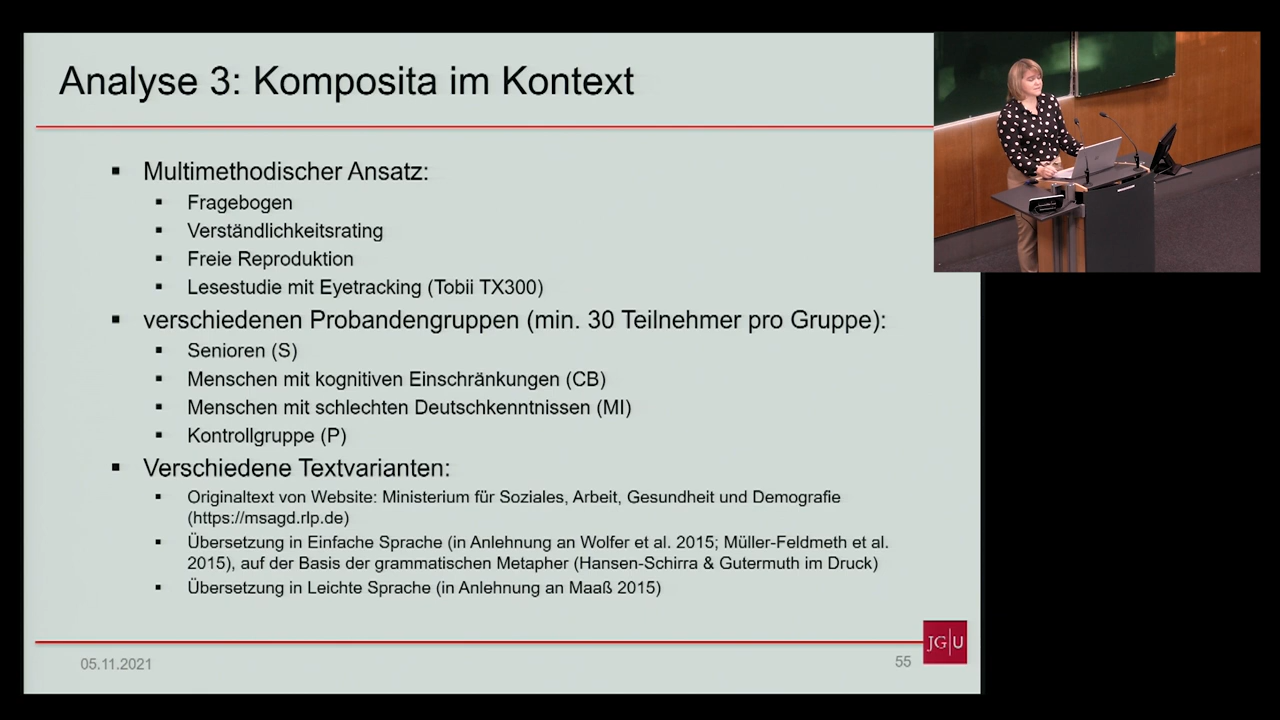 Analyse 3: Komposita im Kontext
▪ Multimethodischer Ansatz:
▪ Fragebogen
▪ Verständlichkeitsrating
▪ Freie Reproduktion
▪ Lesestudie mit Eyetracking (Tobii TX300)
▪ verschiedenen Probandengruppen (min. 30 Teilnehmer pro Gruppe):
▪ Senioren (S)
▪ Menschen mit kognitiven Einschränkungen (CB)
▪ Menschen mit schlechten Deutschkenntnissen (MI)
▪ Kontrollgruppe (P)
▪ Verschiedene Textvarianten:
▪ Originaltext von Website: Ministerium für Soziales, Arbeit, Gesundheit und Demografie
(https://msagd.rlp.de)
▪ Übersetzung in Einfache Sprache (in Anlehnung an Wolfer et al. 2015; Müller-Feldmeth et al.
2015), auf der Basis der grammatischen Metapher (Hansen-Schirra & Gutermuth im Druck)
▪ Übersetzung in Leichte Sprache (in Anlehnung an Maaß 2015)
05.11.2021
55
JG|U